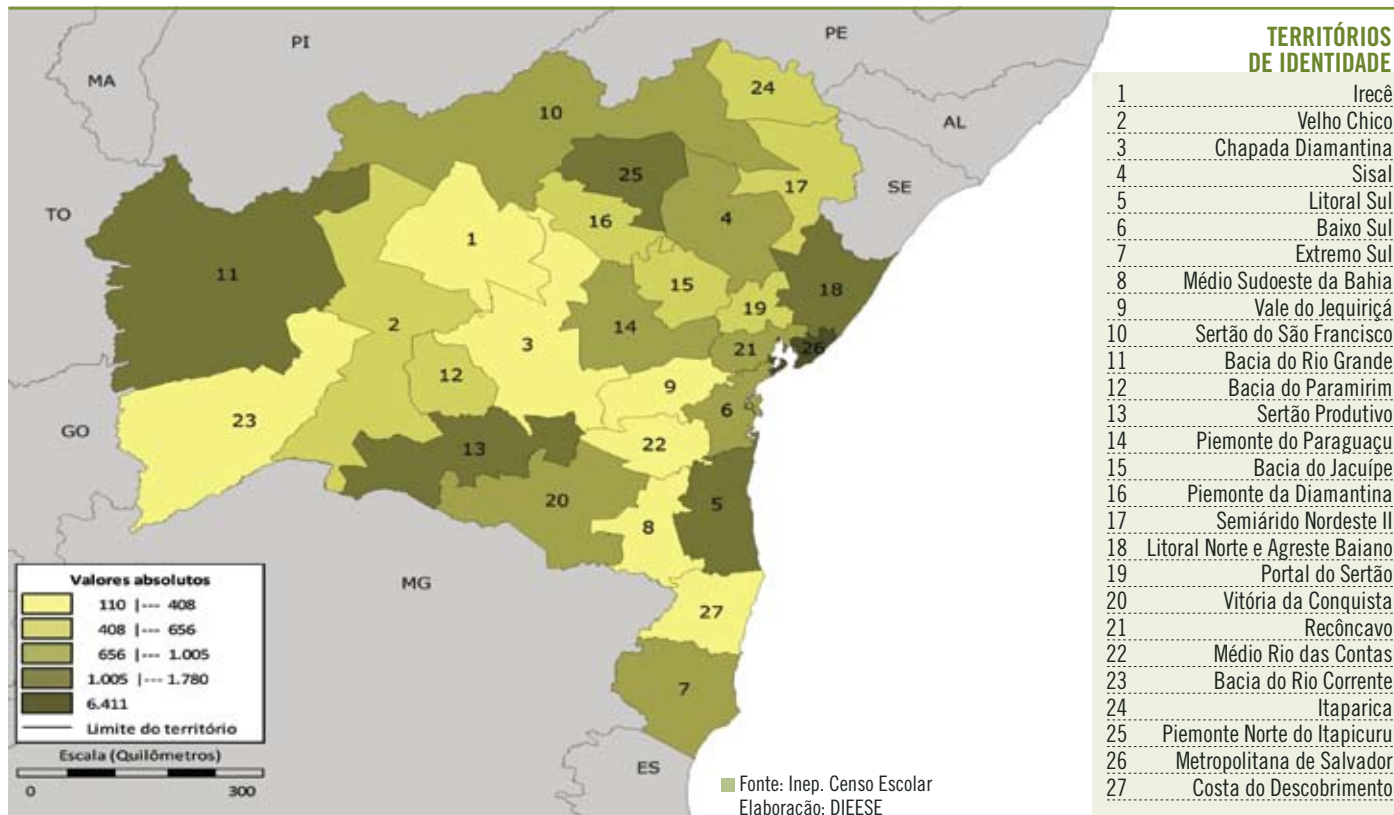 PI
PE
MA
24
10
AL
25
17
SE
TO
4
16
1
11
15
18
19
2
14
3
21
26
12
9
6
23
GO
22
13
20
5
8
MG
27
7
ES
Valores absolutos
110 |--- 408
408 |--- 656
656 |--- 1.005
1.005 |--- 1.780
6.411
Limite do território
Escala (Quilômetros)
0 300
Fonte: Inep. Censo Escolar
Elaboração: DIEESE
TERRITÓRIOS
DE IDENTIDADE
1 Irecê
2 Velho Chico
3 Chapada Diamantina
4 Sisal
5 Litoral Sul
6 Baixo Sul
7 Extremo Sul
8 Médio Sudoeste da Bahia
9 Vale do Jequiriçá
10 Sertão do São Francisco
11 Bacia do Rio Grande
12 Bacia do Paramirim
13 Sertão Produtivo
14 Piemonte do Paraguaçu
15 Bacia do Jacuípe
16 Piemonte da Diamantina
17 Semiárido Nordeste II
18 Litoral Norte e Agreste Baiano
19 Portal do Sertão
20 Vitória da Conquista
21 Recôncavo
22 Médio Rio das Contas
23 Bacia do Rio Corrente
24 Itaparica
25 Piemonte Norte do Itapicuru
26 Metropolitana de Salvador
27 Costa do Descobrimento